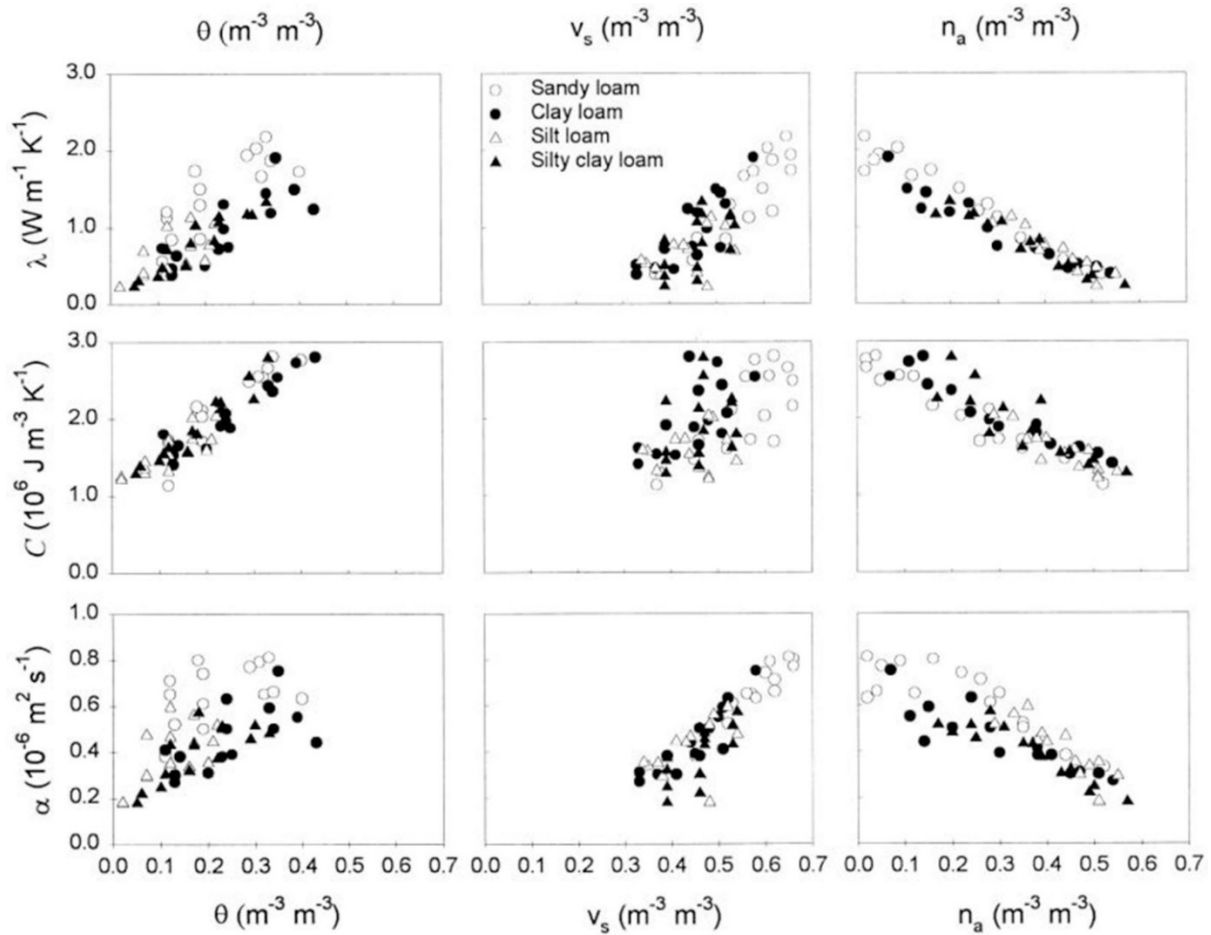 θ (m⁻³ m⁻³) vₛ (m⁻³ m⁻³) nₐ (m⁻³ m⁻³)
3.0
2.0
1.0
0.0
λ (W m⁻¹ K⁻¹)
Sandy loam
Clay loam
Silt loam
Silty clay loam
3.0
2.0
1.0
0.0
C (10⁶ J m⁻³ K⁻¹)
1.0
0.8
0.6
0.4
0.2
0.0
α (10⁻⁶ m² s⁻¹)
0.0 0.1 0.2 0.3 0.4 0.5 0.6 0.7 0.0 0.1 0.2 0.3 0.4 0.5 0.6 0.7 0.0 0.1 0.2 0.3 0.4 0.5 0.6 0.7
θ (m⁻³ m⁻³) vₛ (m⁻³ m⁻³) nₐ (m⁻³ m⁻³)